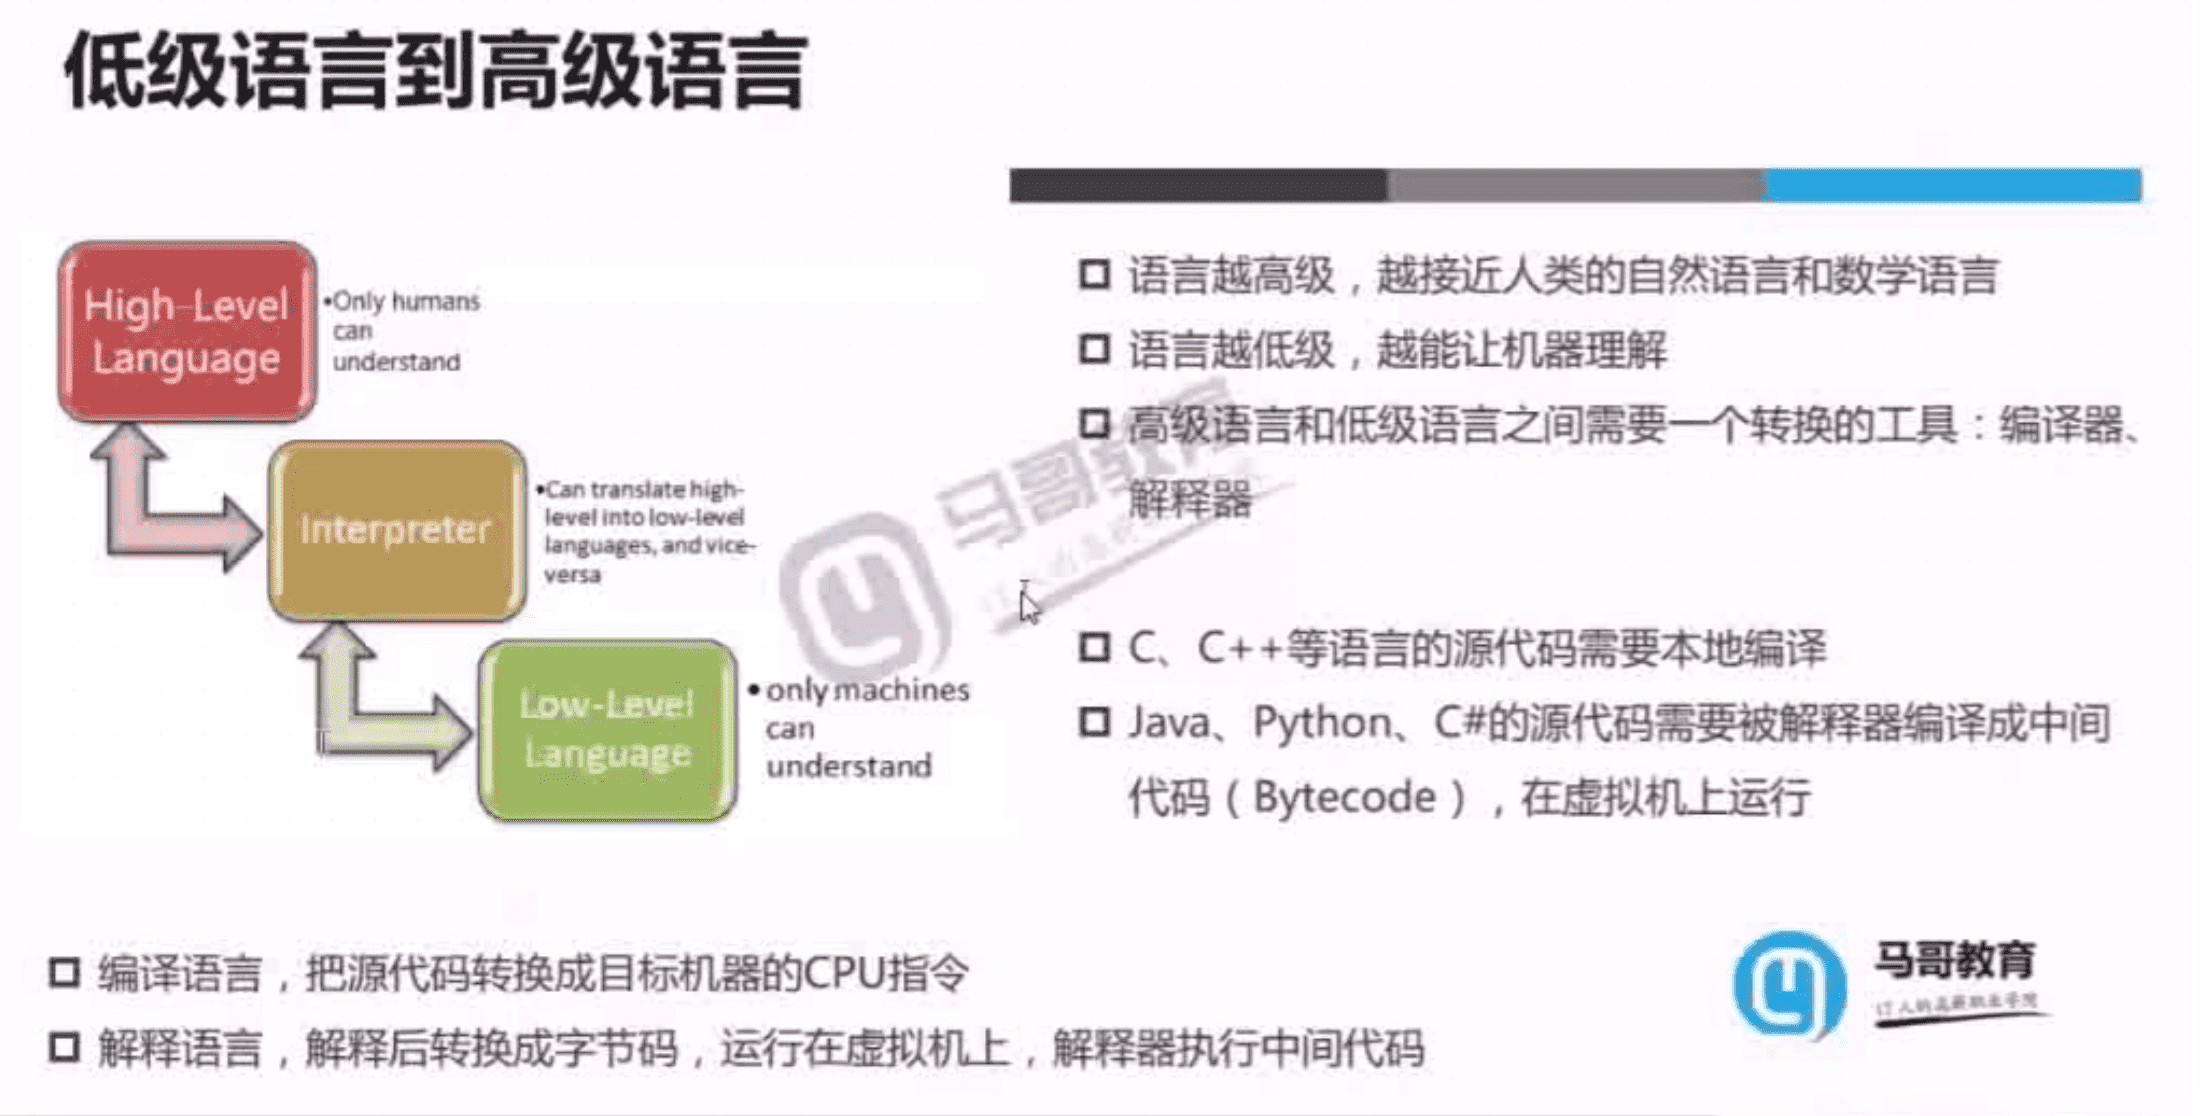 低级语言到高级语言
High-Level
Language
•Only humans
can
understand
Interpreter
•Can translate high-
level into low-level
languages, and vice-
versa
Low-Level
Language
•only machines
can
understand
语言越高级，越接近人类的自然语言和数学语言
语言越低级，越能让机器理解
高级语言和低级语言之间需要一个转换的工具：编译器、
解释器
C、C++等语言的源代码需要本地编译
Java、Python、C#的源代码需要被解释器编译成中间
代码（Bytecode），在虚拟机上运行
马哥教育
编译语言，把源代码转换成目标机器的CPU指令
解释语言，解释后转换成字节码，运行在虚拟机上，解释器执行中间代码
马哥教育
IT人的高薪职业学院